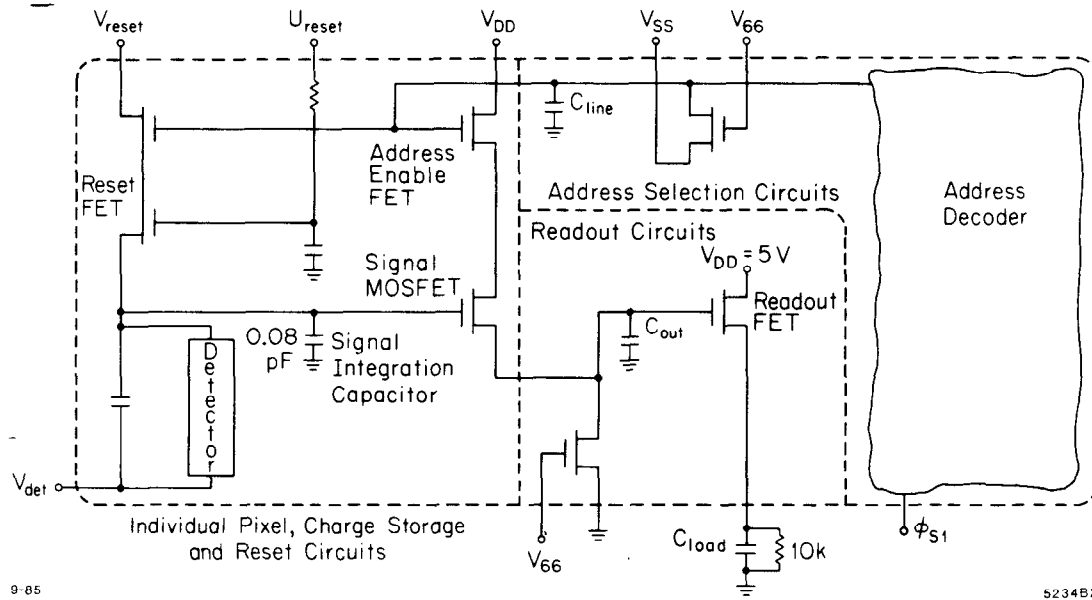 V_reset
U_reset
V_DD
V_SS
V_66
C_line
Reset
FET
Address
Enable
FET
Address Selection Circuits
Address
Decoder
Readout Circuits
V_DD = 5V
Signal
MOSFET
Readout
FET
C_out
0.08
pF
Signal
Integration
Capacitor
Detector
V_det
Individual Pixel, Charge Storage
and Reset Circuits
V_66
C_load
10k
ϕ_S1
9-85